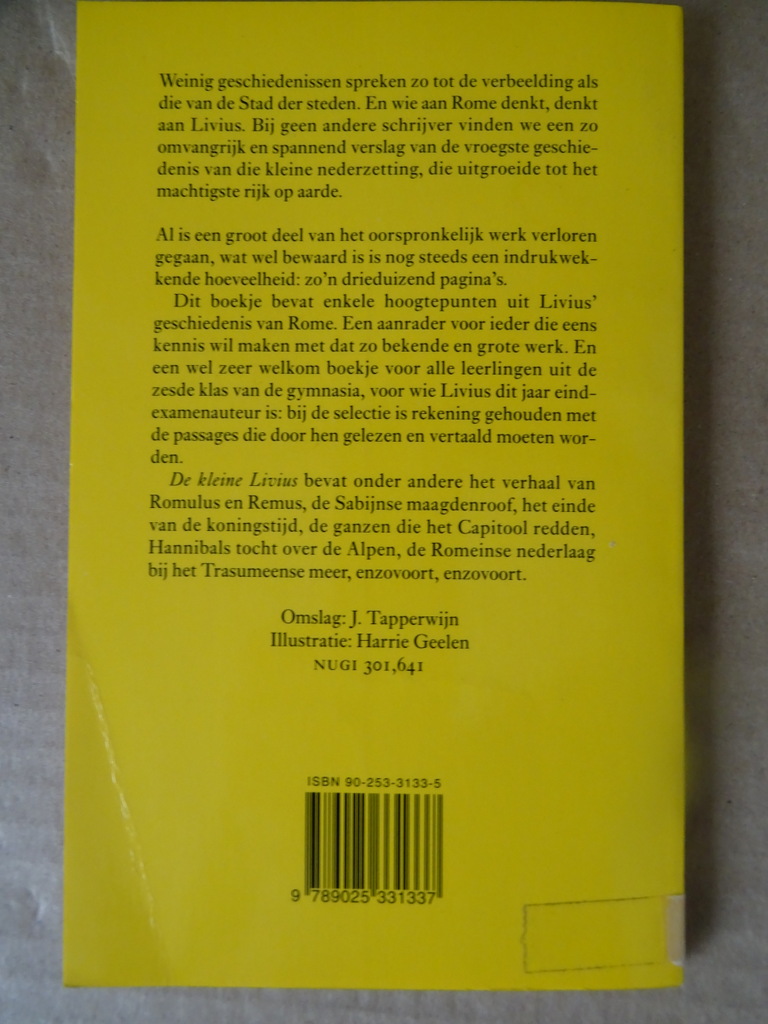 Weinig geschiedenissen spreken zo tot de verbeelding als
die van de Stad der steden. En wie aan Rome denkt, denkt
aan Livius. Bij geen andere schrijver vinden we een zo
omvangrijk en spannend verslag van de vroegste geschie-
denis van die kleine nederzetting, die uitgroeide tot het
machtigste rijk op aarde.
Al is een groot deel van het oorspronkelijk werk verloren
gegaan, wat wel bewaard is is nog steeds een indrukwek-
kende hoeveelheid: zo'n drieduizend pagina's.
Dit boekje bevat enkele hoogtepunten uit Livius'
geschiedenis van Rome. Een aanrader voor ieder die eens
kennis wil maken met dat zo bekende en grote werk. En
een wel zeer welkom boekje voor alle leerlingen uit de
zesde klas van de gymnasia, voor wie Livius dit jaar eind-
examenauteur is: bij de selectie is rekening gehouden met
de passages die door hen gelezen en vertaald moeten wor-
den.
De kleine Livius bevat onder andere het verhaal van
Romulus en Remus, de Sabijnse maagdenroof, het einde
van de koningstijd, de ganzen die het Capitool redden,
Hannibals tocht over de Alpen, de Romeinse nederlaag
bij het Trasumeense meer, enzovoort, enzovoort.
Omslag: J. Tapperwijn
Illustratie: Harrie Geelen
NUGI 301,641
ISBN 90-253-3133-5
9 789025 331337